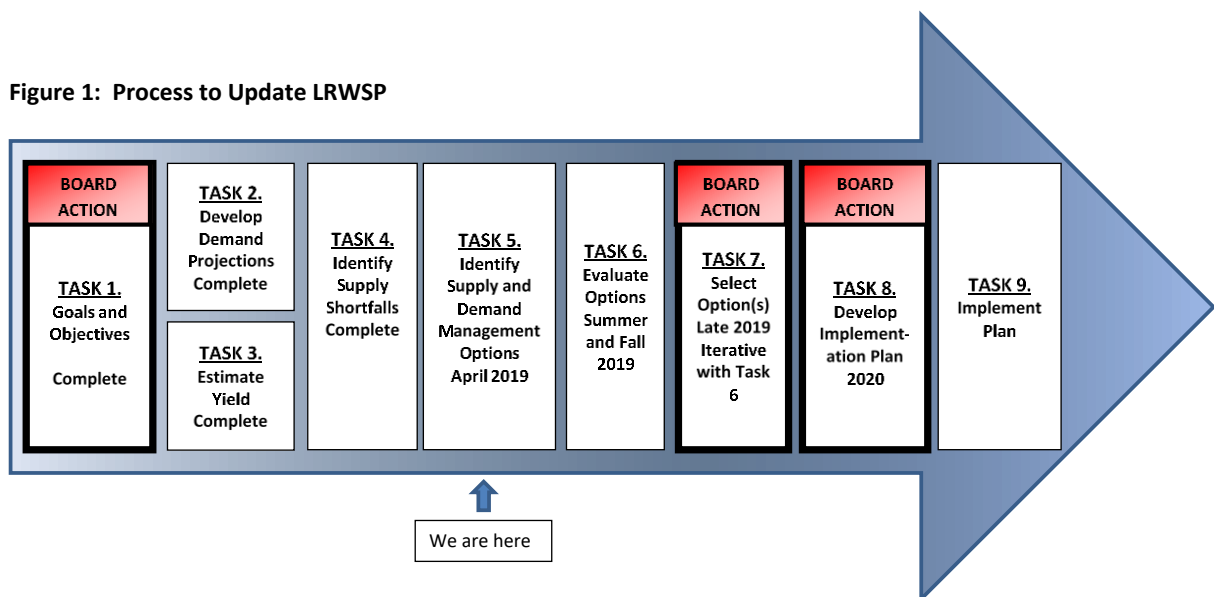 Figure 1: Process to Update LRWSP
BOARD
ACTION
TASK 1.
Goals and
Objectives
Complete
TASK 2.
Develop
Demand
Projections
Complete
TASK 3.
Estimate
Yield
Complete
TASK 4.
Identify
Supply
Shortfalls
Complete
TASK 5.
Identify
Supply and
Demand
Management
Options
April 2019
TASK 6.
Evaluate
Options
Summer
and Fall
2019
BOARD
ACTION
TASK 7.
Select
Option(s)
Late 2019
Iterative
with Task
6
BOARD
ACTION
TASK 8.
Develop
Implement-
ation Plan
2020
TASK 9.
Implement
Plan
We are here